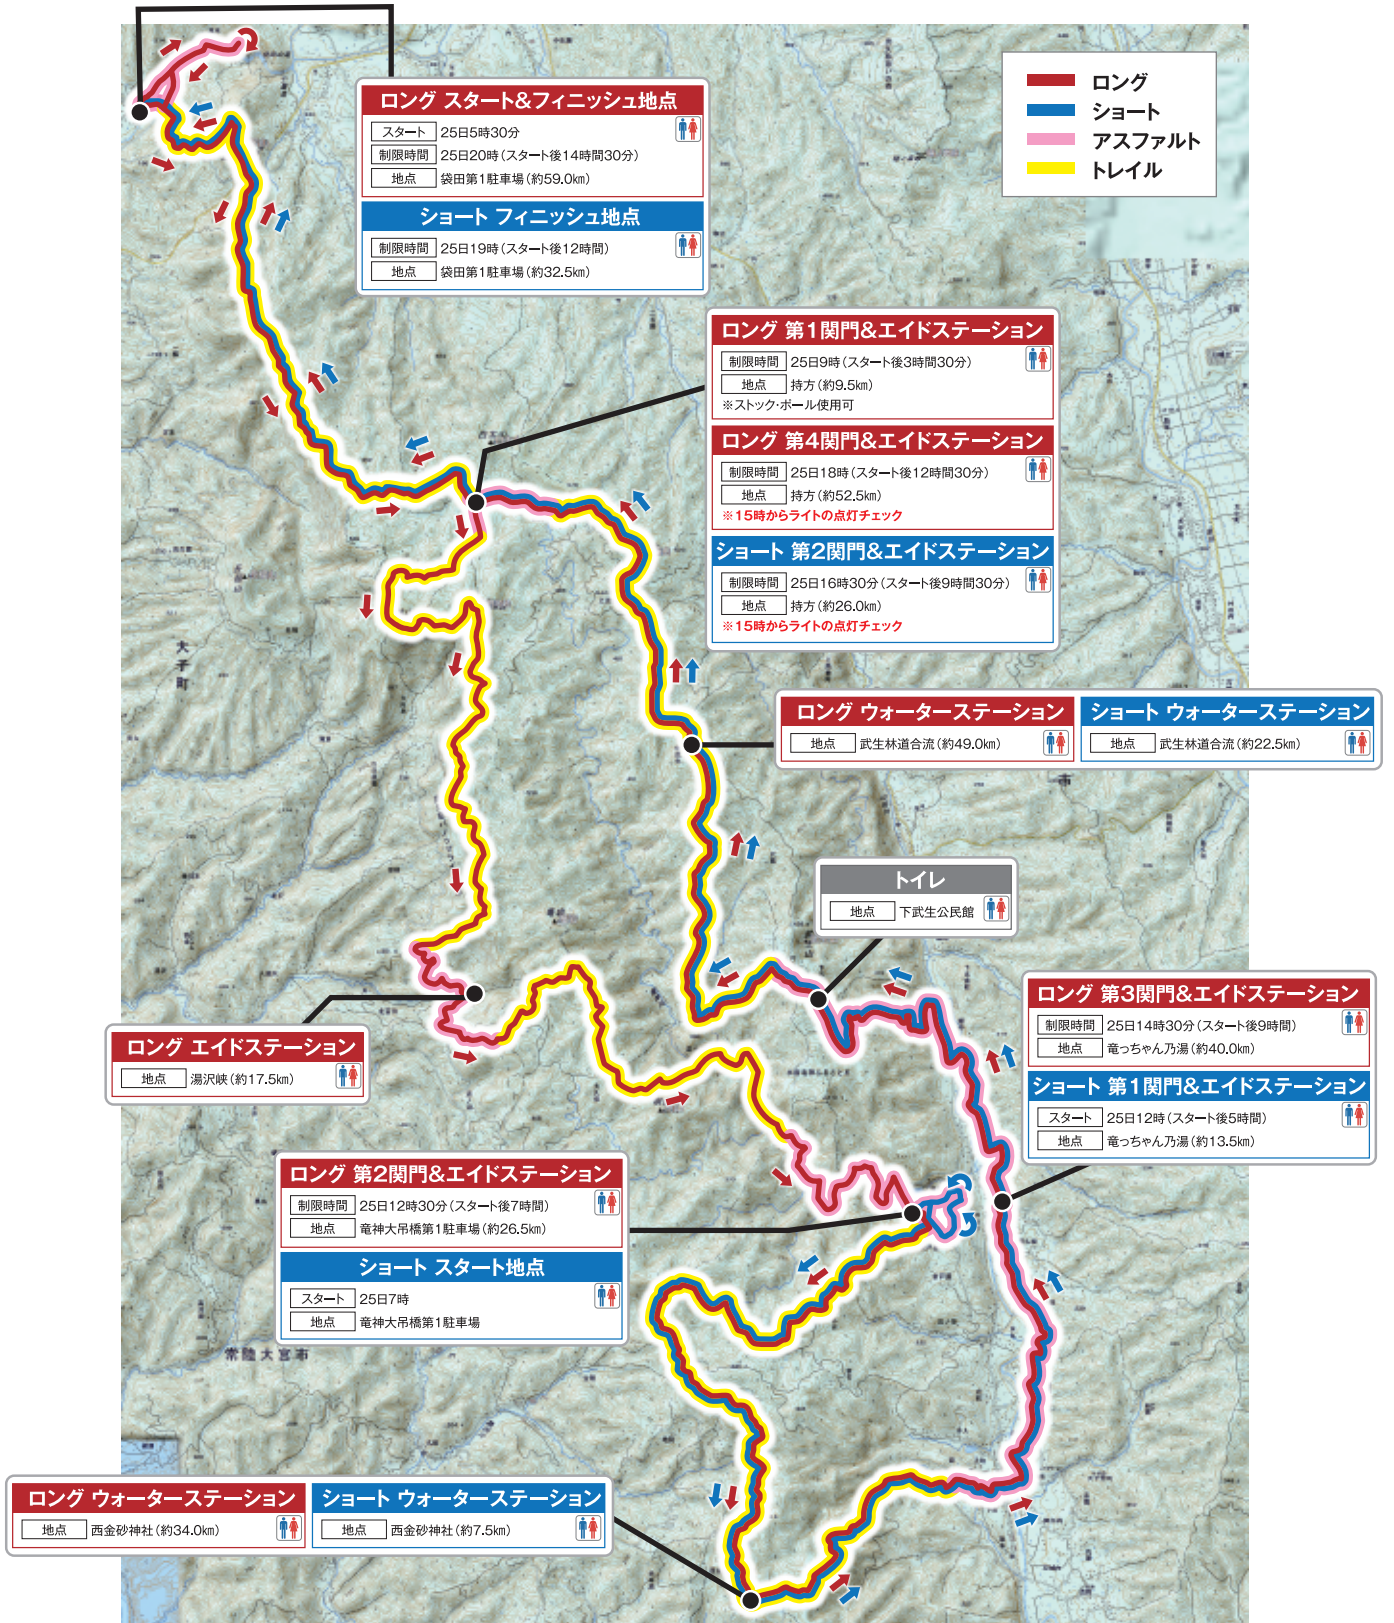 ロング
ショート
アスファルト
トレイル
ロング スタート&フィニッシュ地点
スタート 25日5時30分
制限時間 25日20時(スタート後14時間30分)
地点 袋田第1駐車場(約59.0km)
ショート フィニッシュ地点
制限時間 25日19時(スタート後12時間)
地点 袋田第1駐車場(約32.5km)
ロング 第1関門&エイドステーション
制限時間 25日9時(スタート後3時間30分)
地点 持方(約9.5km)
※ストック・ポール使用可
ロング 第4関門&エイドステーション
制限時間 25日18時(スタート後12時間30分)
地点 持方(約52.5km)
※15時からライトの点灯チェック
ショート 第2関門&エイドステーション
制限時間 25日16時30分(スタート後9時間30分)
地点 持方(約26.0km)
※15時からライトの点灯チェック
大子町
ロング ウォーターステーション
地点 武生林道合流(約49.0km)
ショート ウォーターステーション
地点 武生林道合流(約22.5km)
市
トイレ
地点 下武生公民館
ロング 第3関門&エイドステーション
制限時間 25日14時30分(スタート後9時間)
地点 竜っちゃん乃湯(約40.0km)
ショート 第1関門&エイドステーション
スタート 25日12時(スタート後5時間)
地点 竜っちゃん乃湯(約13.5km)
ロング エイドステーション
地点 湯沢峡(約17.5km)
ロング 第2関門&エイドステーション
制限時間 25日12時30分(スタート後7時間)
地点 竜神大吊橋第1駐車場(約26.5km)
ショート スタート地点
スタート 25日7時
地点 竜神大吊橋第1駐車場
常陸大宮市
ロング ウォーターステーション
地点 西金砂神社(約34.0km)
ショート ウォーターステーション
地点 西金砂神社(約7.5km)